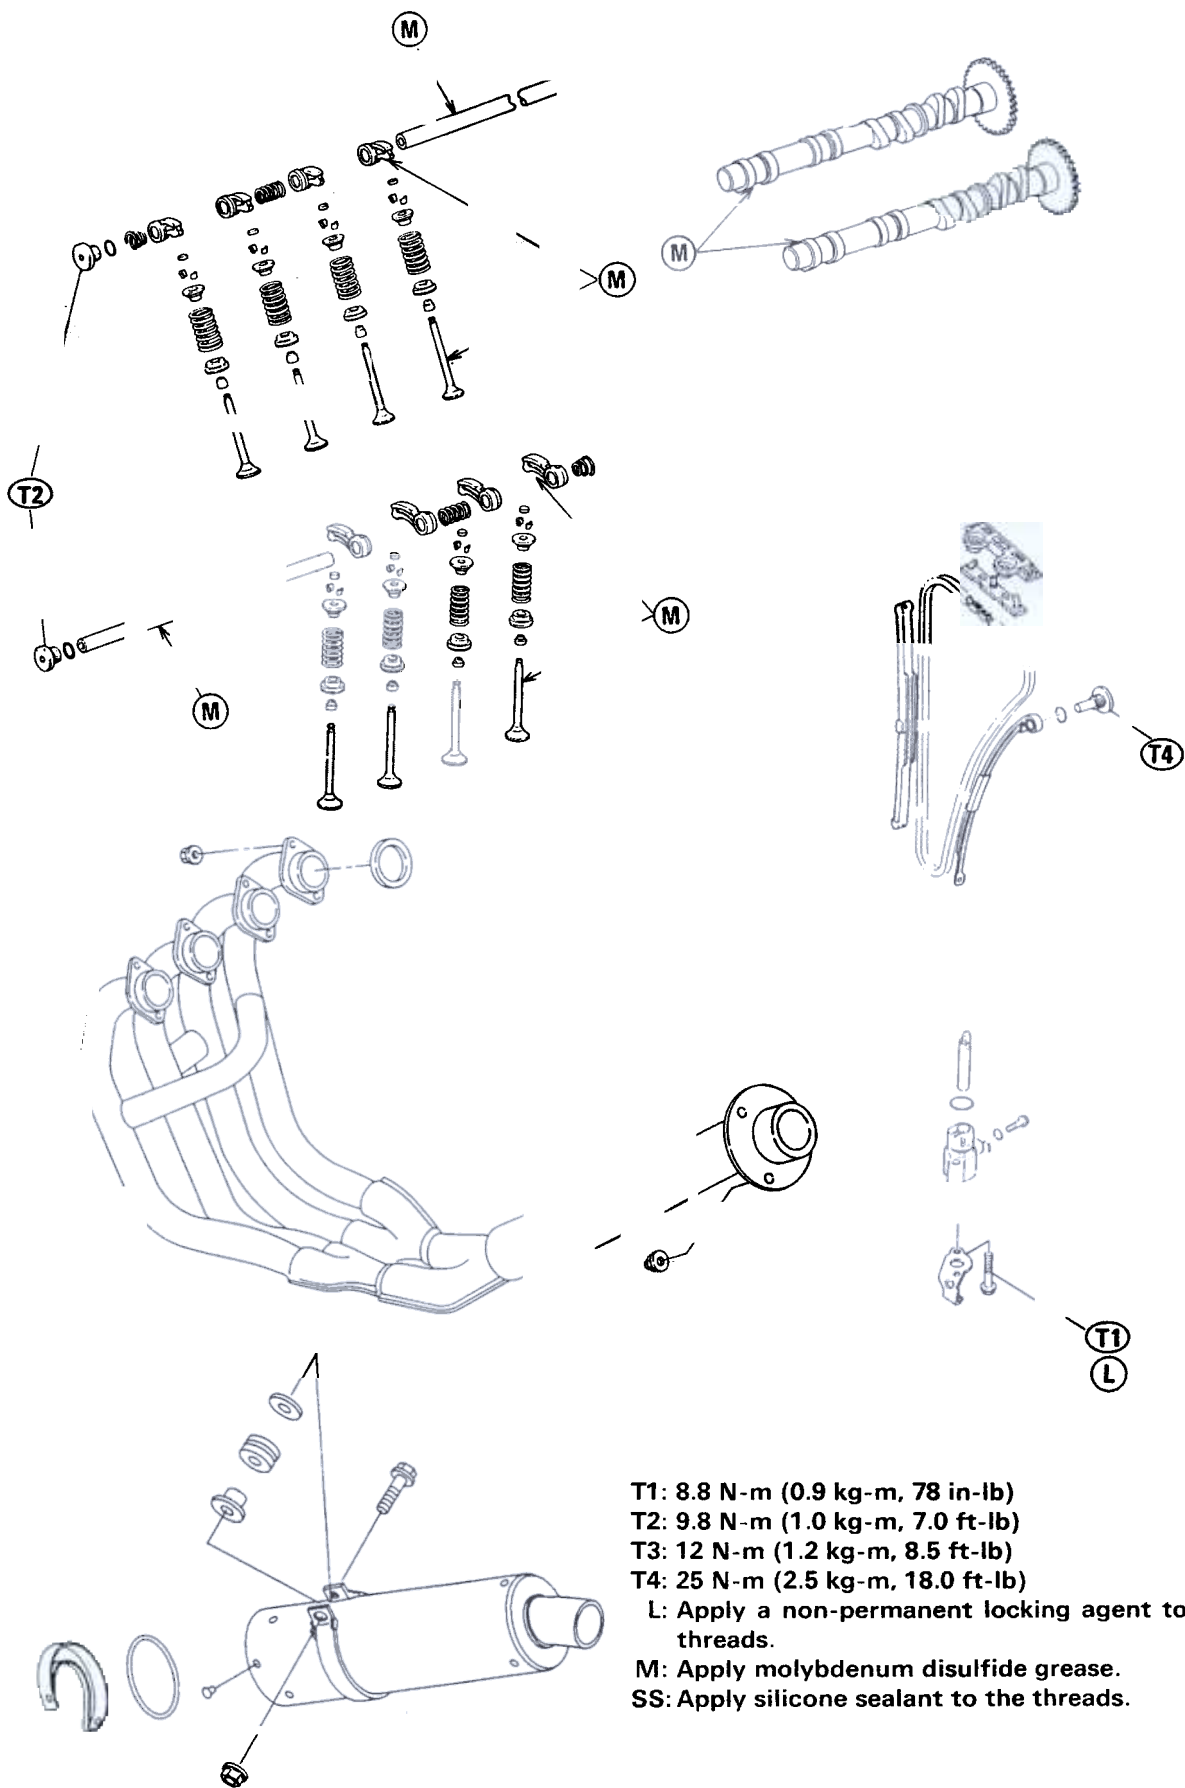 M
M
M
T2
M
M
T4
T1
L
T1: 8.8 N-m (0.9 kg-m, 78 in-lb)
T2: 9.8 N-m (1.0 kg-m, 7.0 ft-lb)
T3: 12 N-m (1.2 kg-m, 8.5 ft-lb)
T4: 25 N-m (2.5 kg-m, 18.0 ft-lb)
L: Apply a non-permanent locking agent to
threads.
M: Apply molybdenum disulfide grease.
SS: Apply silicone sealant to the threads.